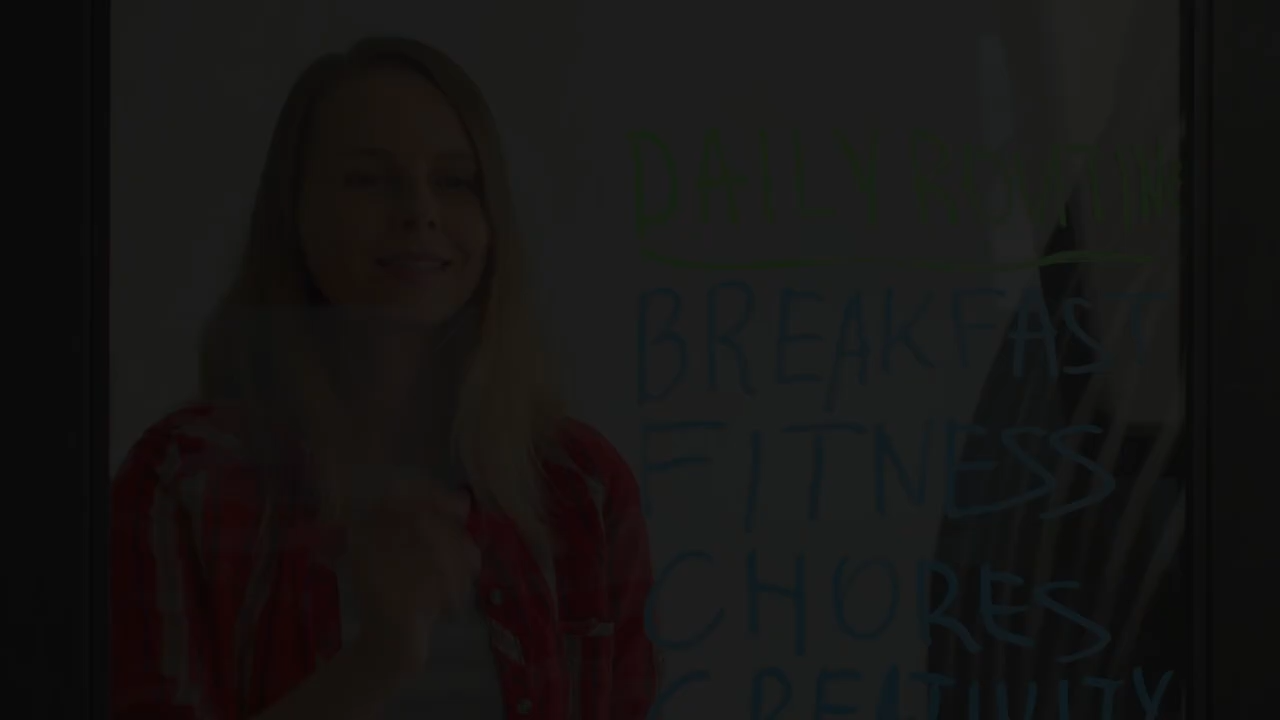 DAILY ROUTINE
BREAKFAST
FITNESS
CHORES
CREATIVITY